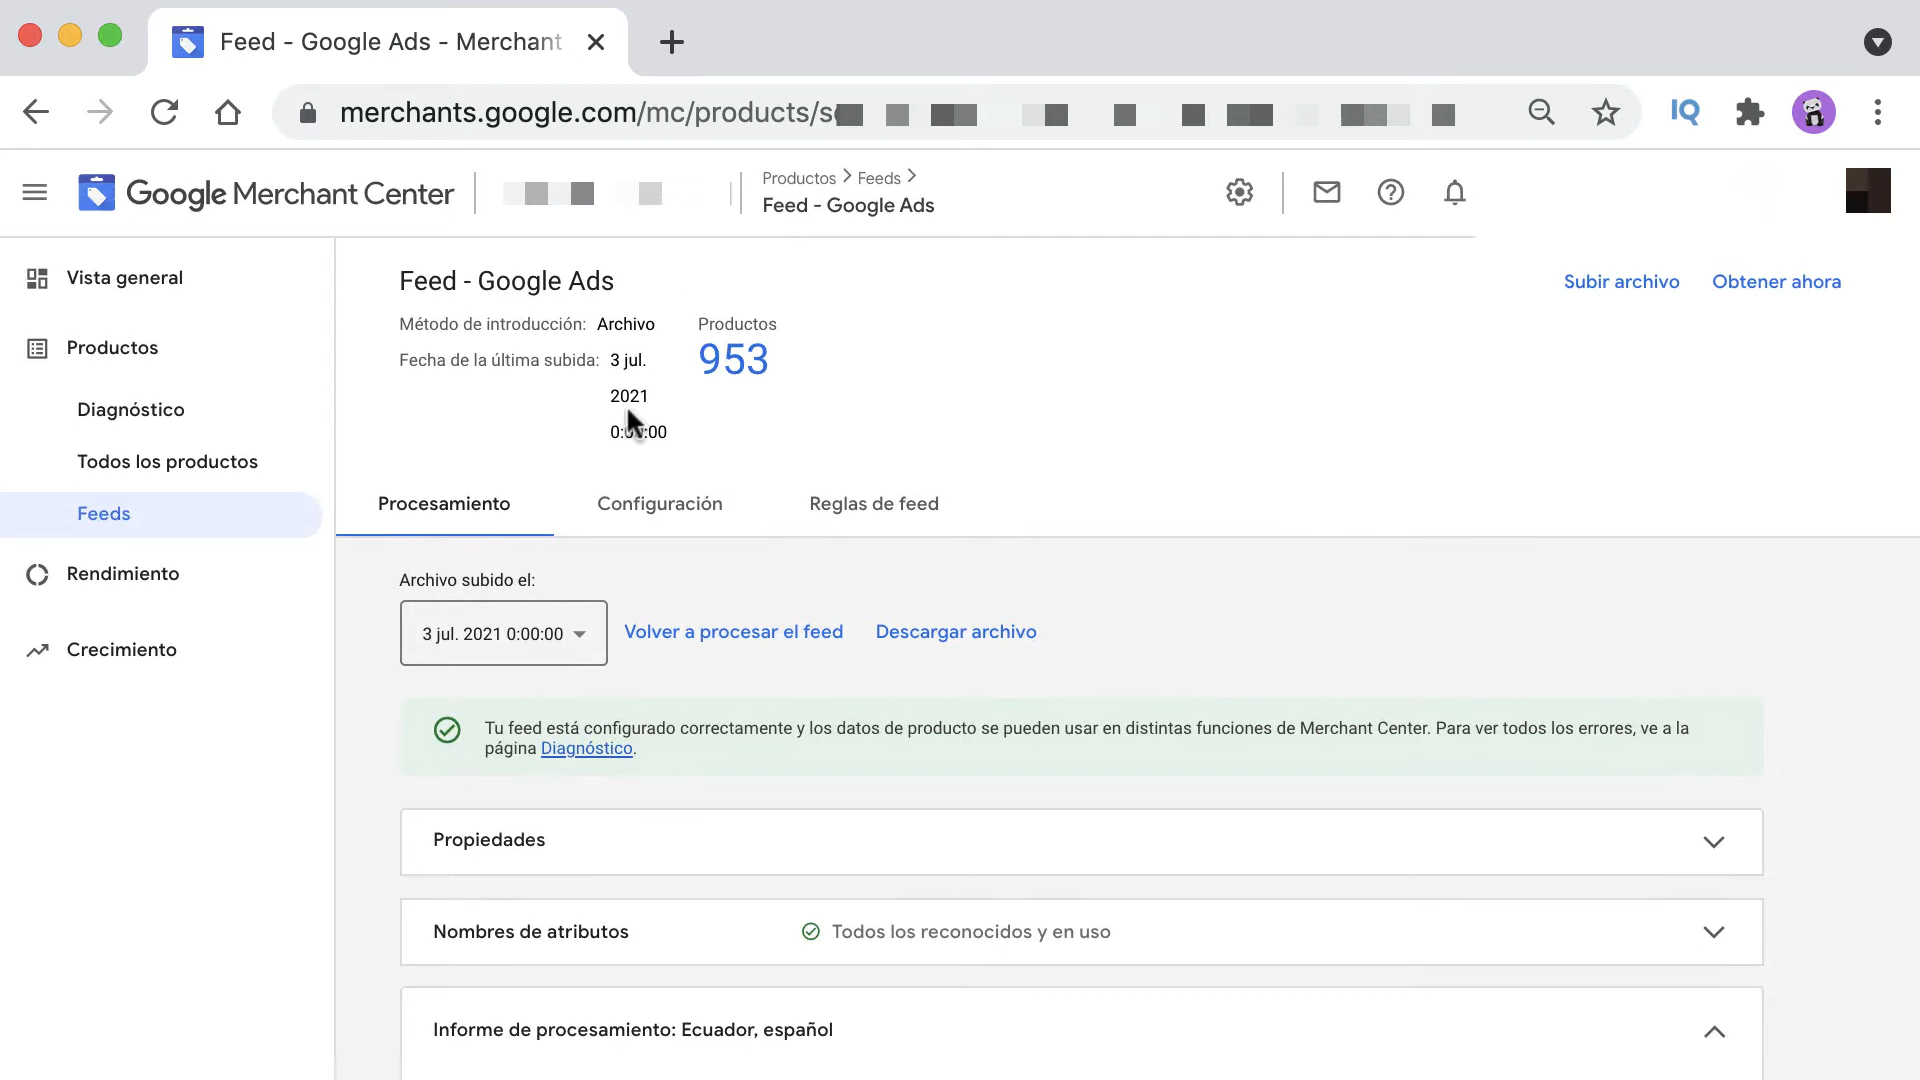 Feed - Google Ads - Merchant
merchants.google.com/mc/products/s
IQ
Google Merchant Center
Productos > Feeds >
Feed - Google Ads
Vista general
Productos
Diagnóstico
Todos los productos
Feeds
Rendimiento
Crecimiento
Feed - Google Ads
Subir archivo
Obtener ahora
Método de introducción: Archivo
Fecha de la última subida: 3 jul.
2021
0:00:00
Productos
953
Procesamiento
Configuración
Reglas de feed
Archivo subido el:
3 jul. 2021 0:00:00
Volver a procesar el feed
Descargar archivo
Tu feed está configurado correctamente y los datos de producto se pueden usar en distintas funciones de Merchant Center. Para ver todos los errores, ve a la
página Diagnóstico.
Propiedades
Nombres de atributos
Todos los reconocidos y en uso
Informe de procesamiento: Ecuador, español